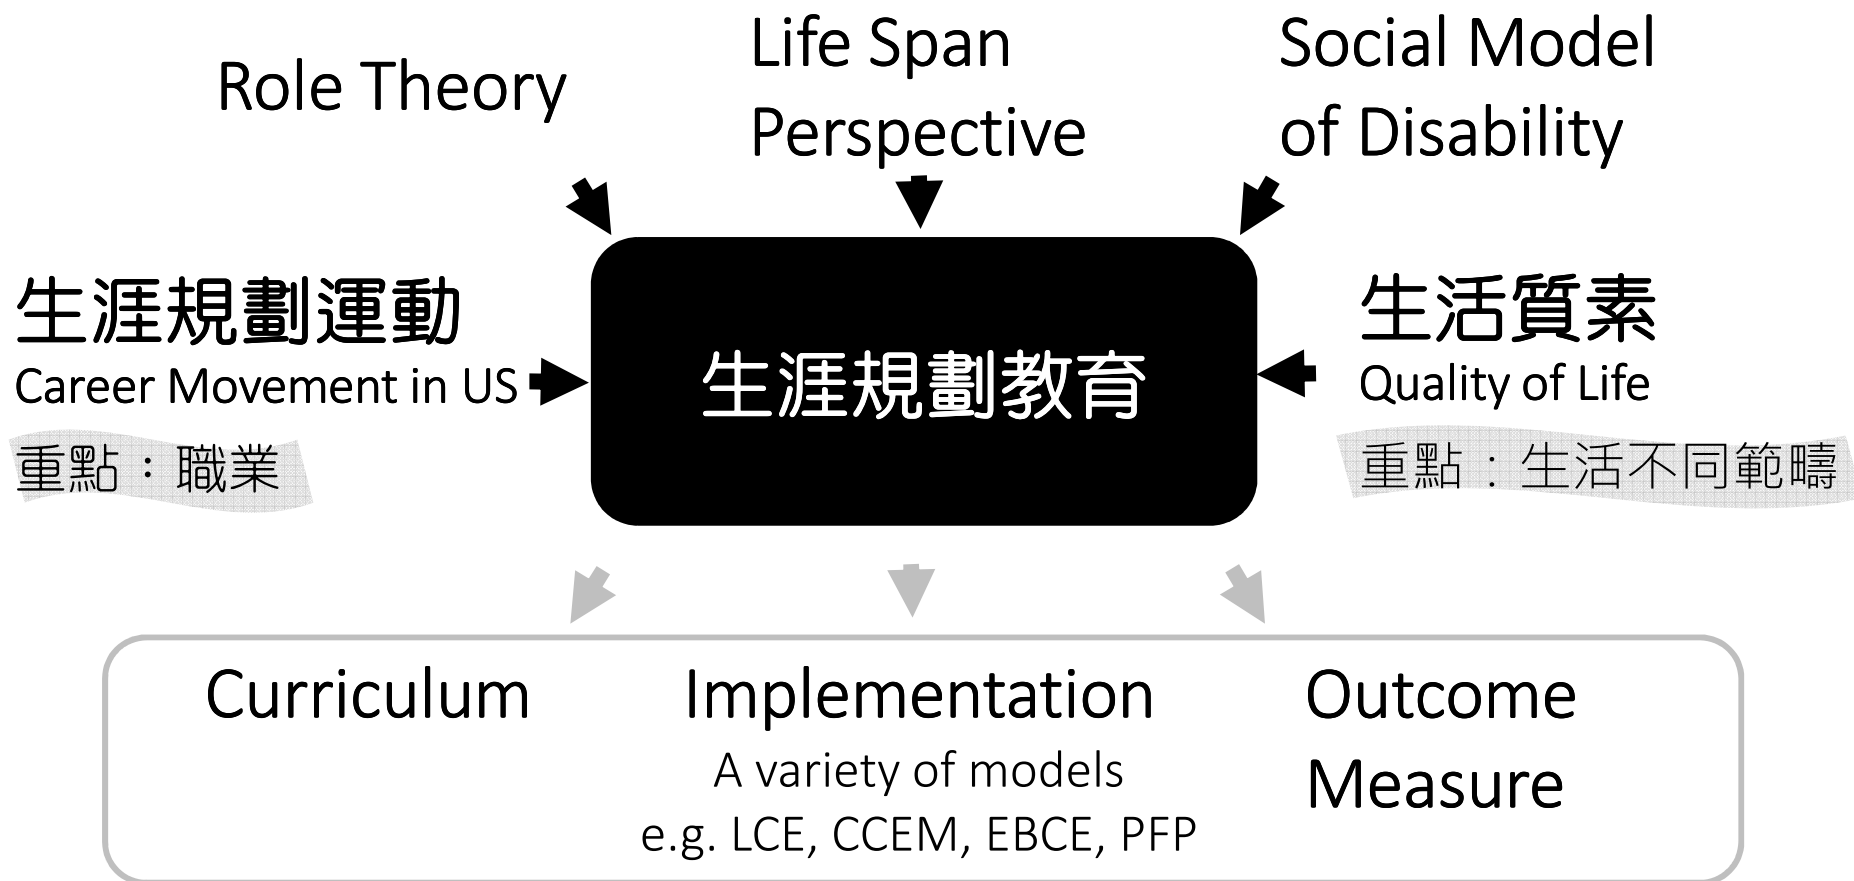 Role Theory
Life Span
Perspective
Social Model
of Disability
生涯規劃運動
Career Movement in US
重點：職業
生涯規劃教育
生活質素
Quality of Life
重點：生活不同範疇
Curriculum
Implementation
A variety of models
e.g. LCE, CCEM, EBCE, PFP
Outcome
Measure